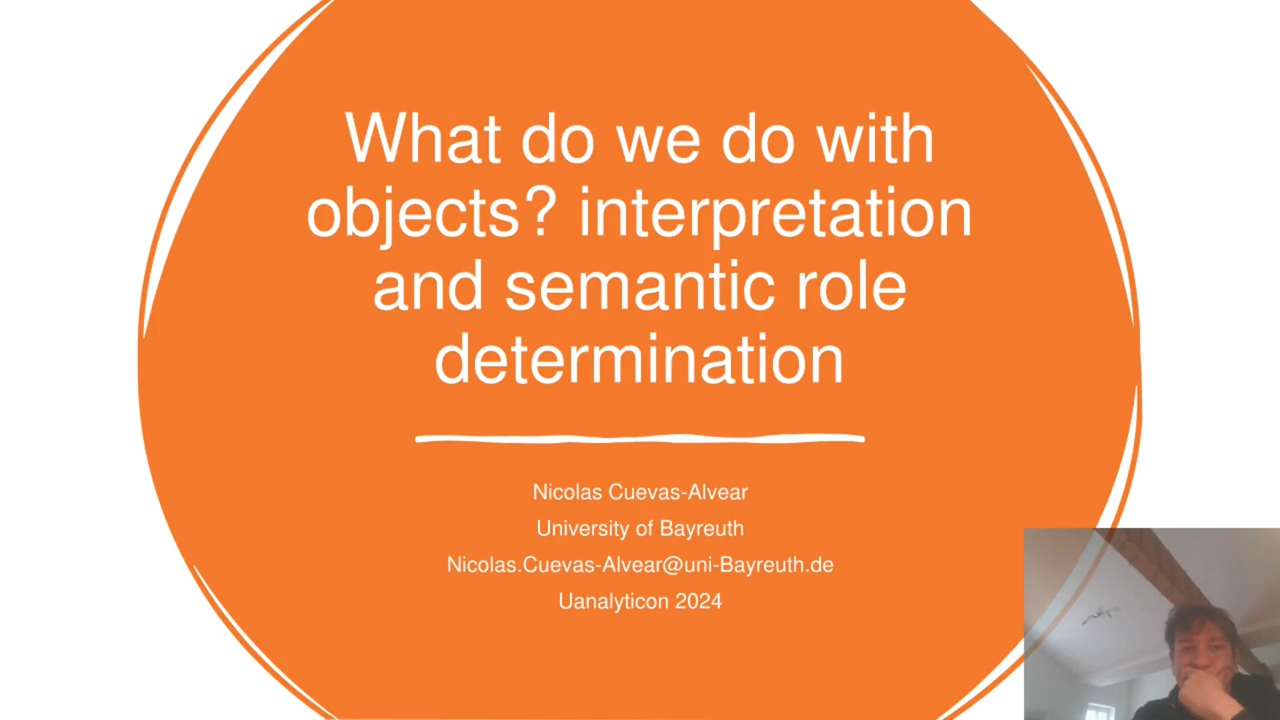 What do we do with
objects? interpretation
and semantic role
determination
Nicolas Cuevas-Alvear
University of Bayreuth
Nicolas.Cuevas-Alvear@uni-Bayreuth.de
Uanalyticon 2024